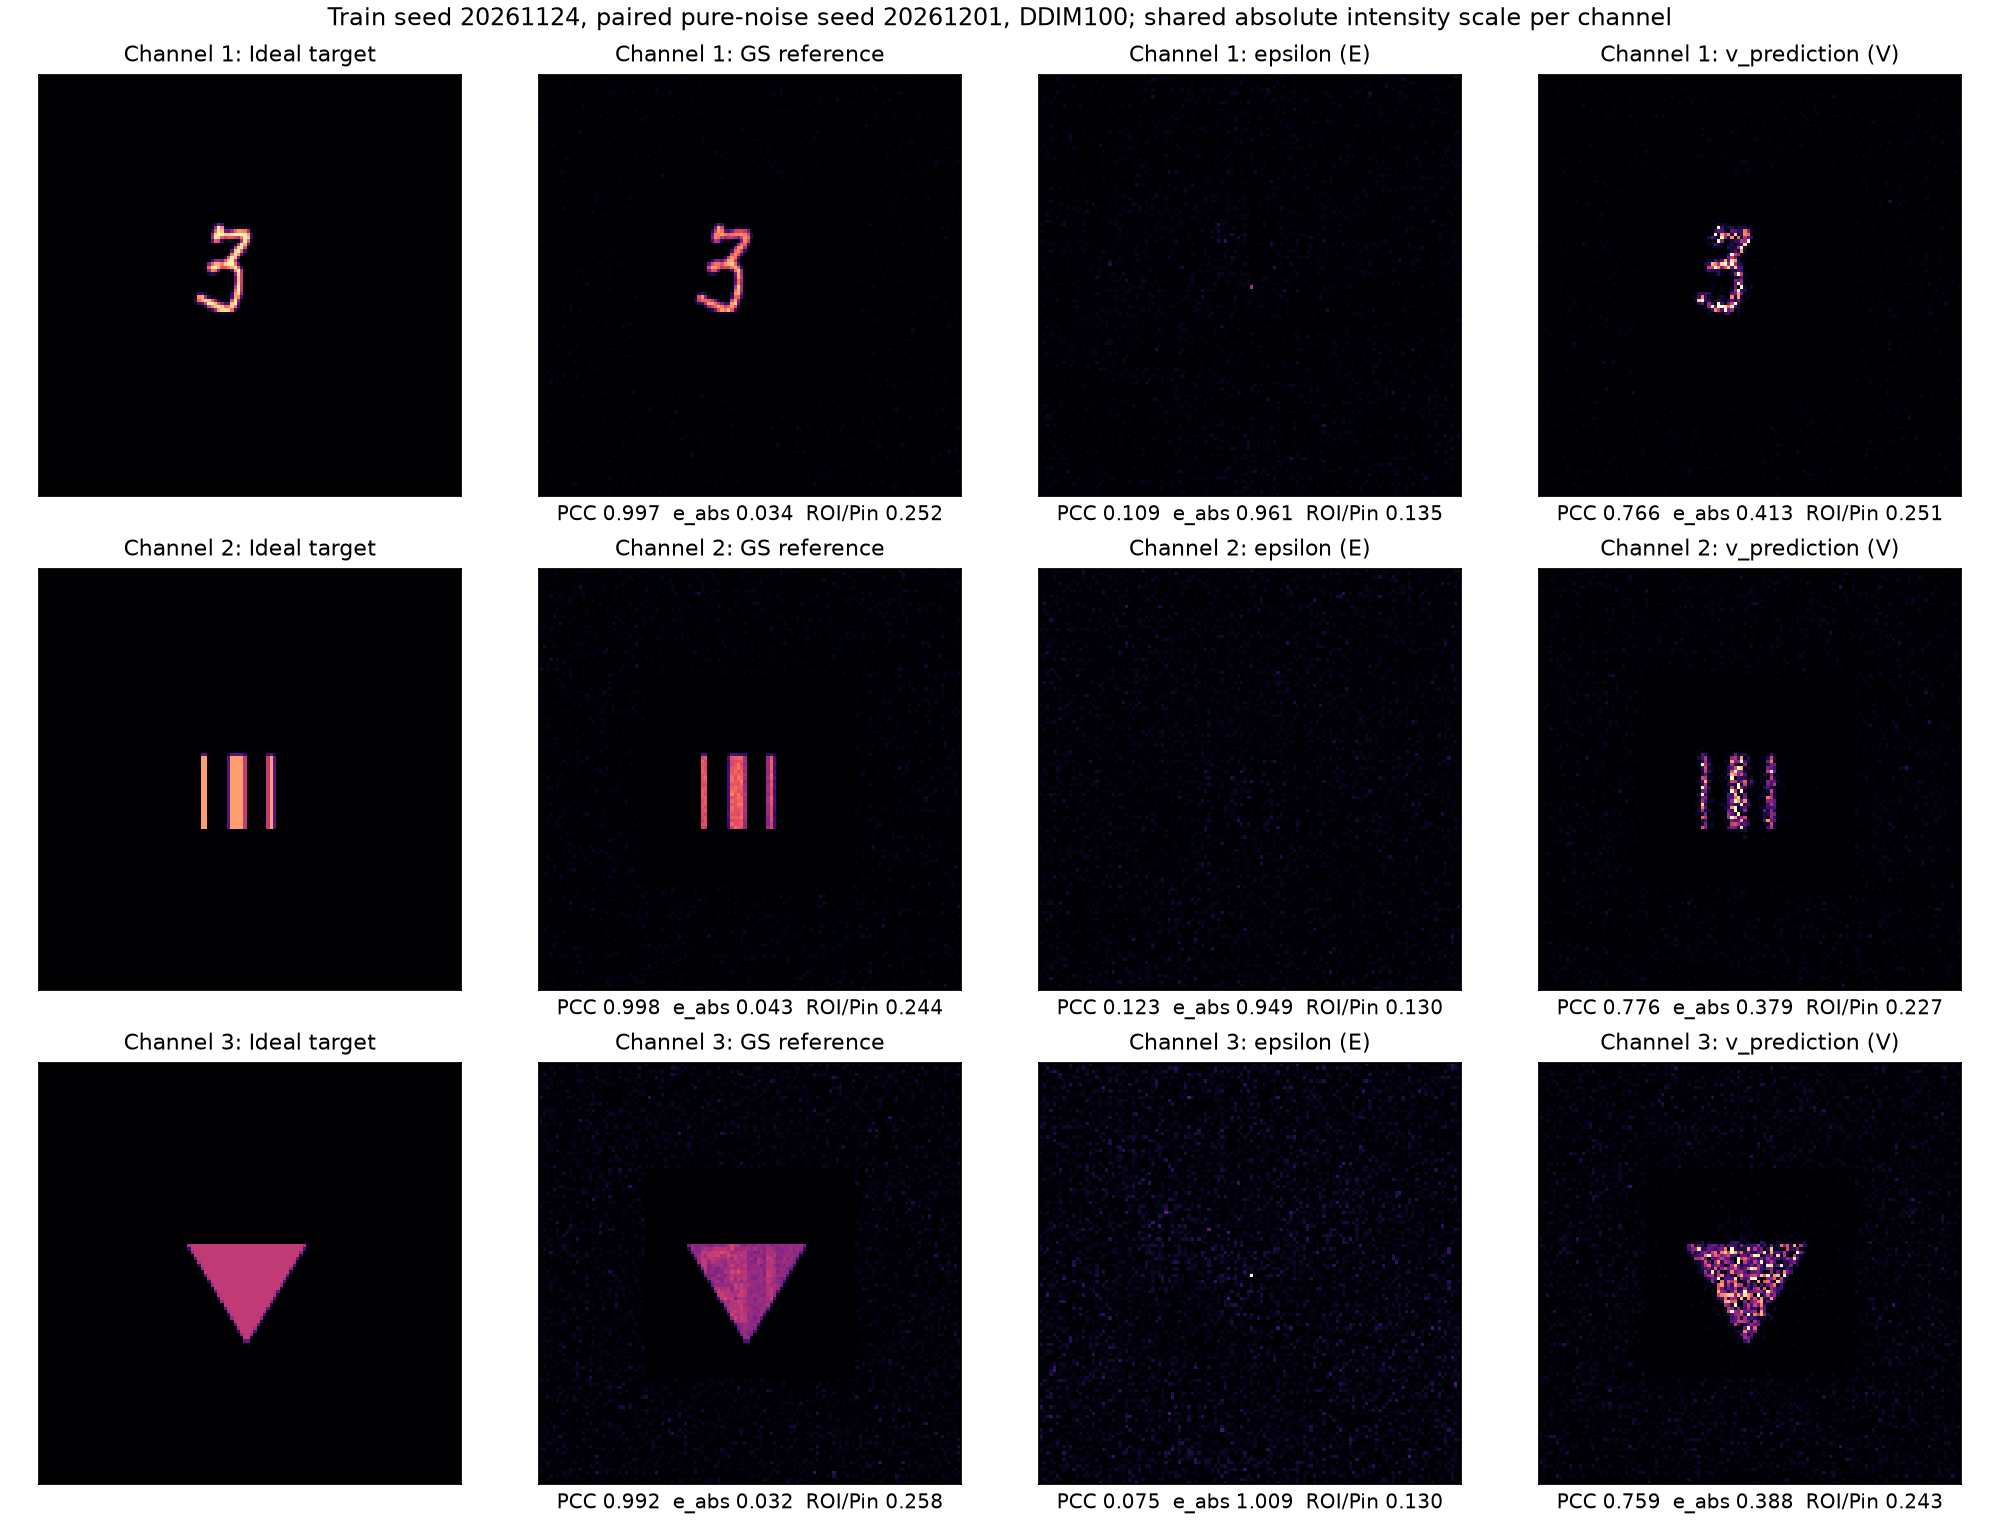 Train seed 20261124, paired pure-noise seed 20261201, DDIM100; shared absolute intensity scale per channel
Channel 1: Ideal target
Channel 1: GS reference
Channel 1: epsilon (E)
Channel 1: v_prediction (V)
3
3
3
PCC 0.997 e_abs 0.034 ROI/Pin 0.252
PCC 0.109 e_abs 0.961 ROI/Pin 0.135
PCC 0.766 e_abs 0.413 ROI/Pin 0.251
Channel 2: Ideal target
Channel 2: GS reference
Channel 2: epsilon (E)
Channel 2: v_prediction (V)
PCC 0.998 e_abs 0.043 ROI/Pin 0.244
PCC 0.123 e_abs 0.949 ROI/Pin 0.130
PCC 0.776 e_abs 0.379 ROI/Pin 0.227
Channel 3: Ideal target
Channel 3: GS reference
Channel 3: epsilon (E)
Channel 3: v_prediction (V)
PCC 0.992 e_abs 0.032 ROI/Pin 0.258
PCC 0.075 e_abs 1.009 ROI/Pin 0.130
PCC 0.759 e_abs 0.388 ROI/Pin 0.243